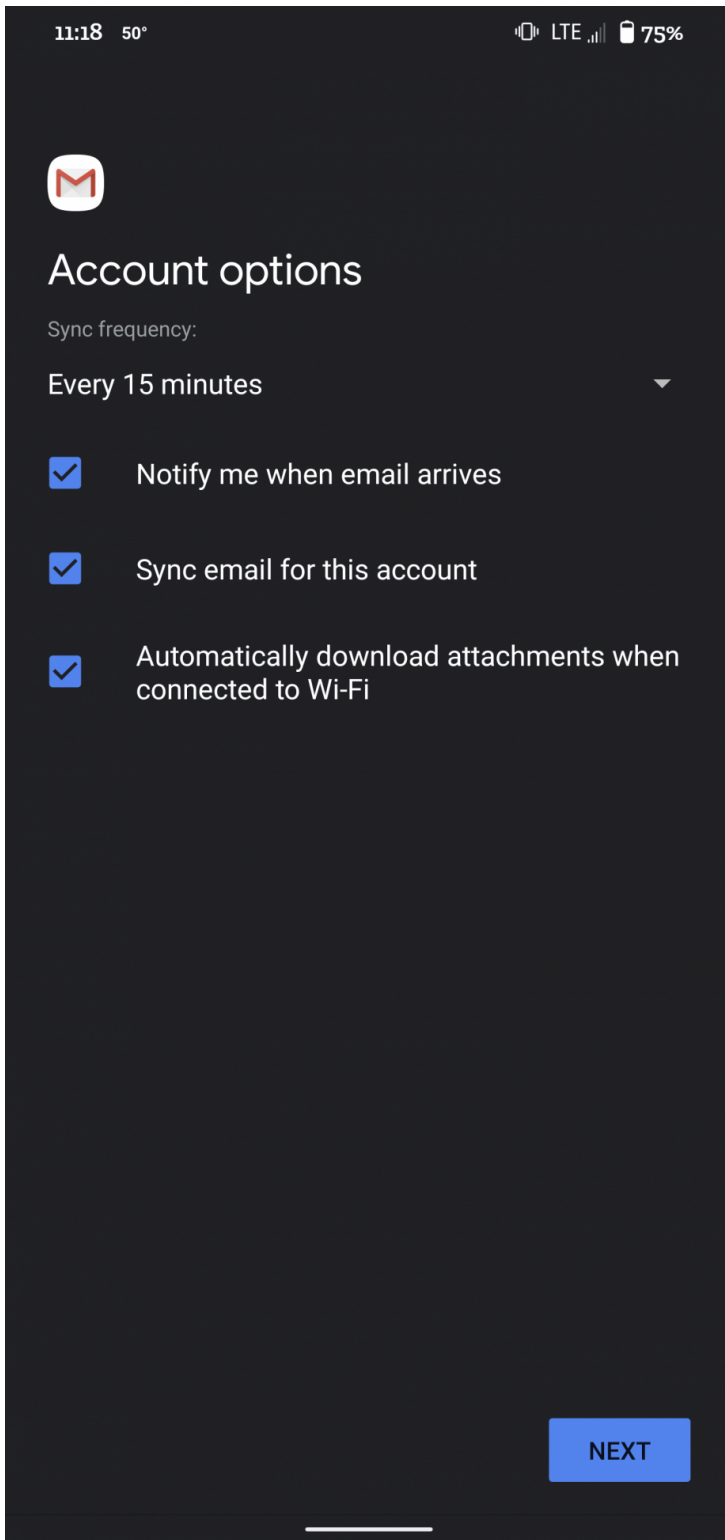 11:18 50° LTE 75%
Account options
Sync frequency:
Every 15 minutes
Notify me when email arrives
Sync email for this account
Automatically download attachments when
connected to Wi-Fi
NEXT